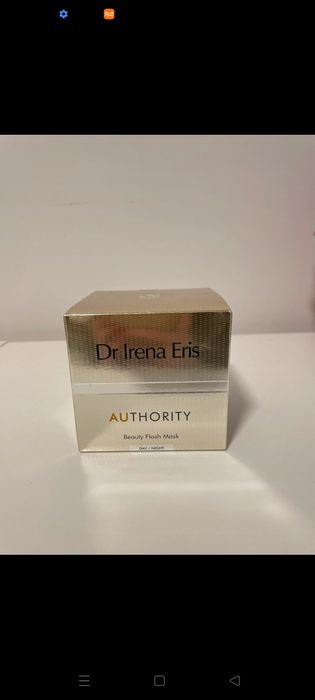 Dr Irena Eris
AUTHORITY
Beauty Flash Mask
DAY / NIGHT